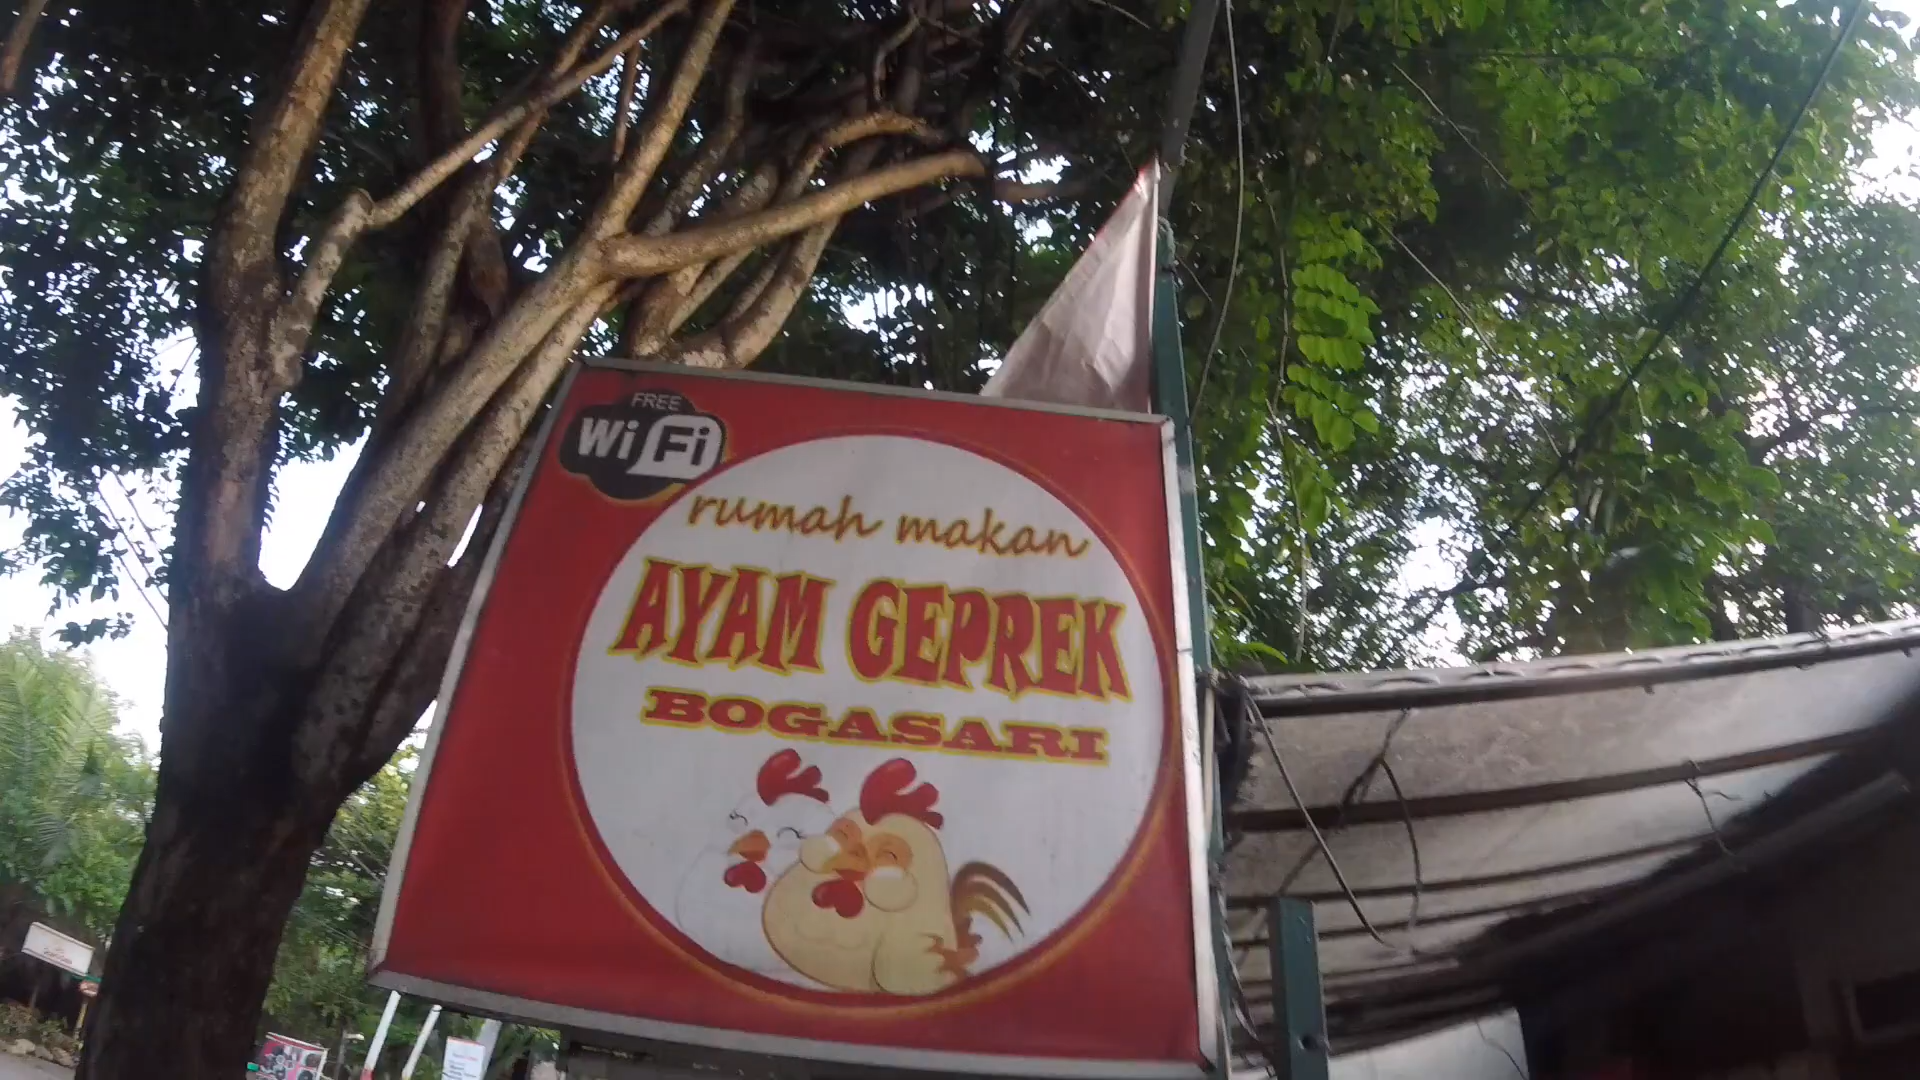 FREE
WiFi
rumah makan
AYAM GEPREK
BOGASARI